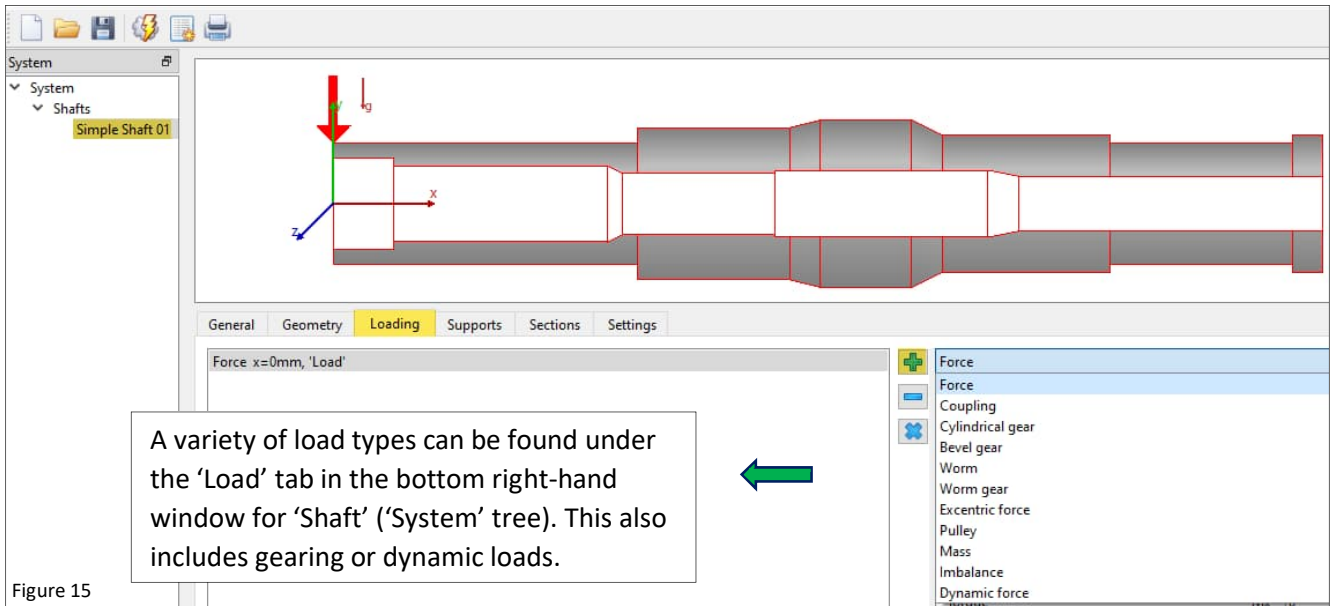 System
System
Shafts
Simple Shaft 01
y
g
x
z
General Geometry Loading Supports Sections Settings
Force x=0mm, 'Load'
Force
Force
Coupling
Cylindrical gear
Bevel gear
Worm
Worm gear
Excentric force
Pulley
Mass
Imbalance
Dynamic force
A variety of load types can be found under
the ‘Load’ tab in the bottom right-hand
window for ‘Shaft’ (‘System’ tree). This also
includes gearing or dynamic loads.
Figure 15